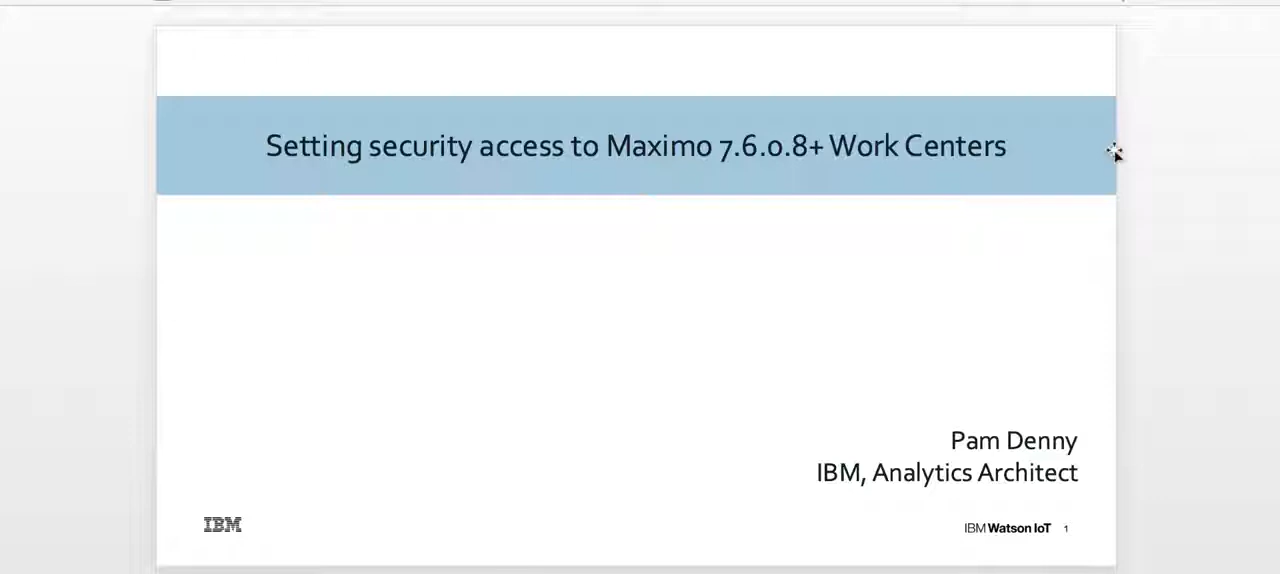 Setting security access to Maximo 7.6.0.8+ Work Centers
Pam Denny
IBM, Analytics Architect
IBM
IBM Watson IoT 1